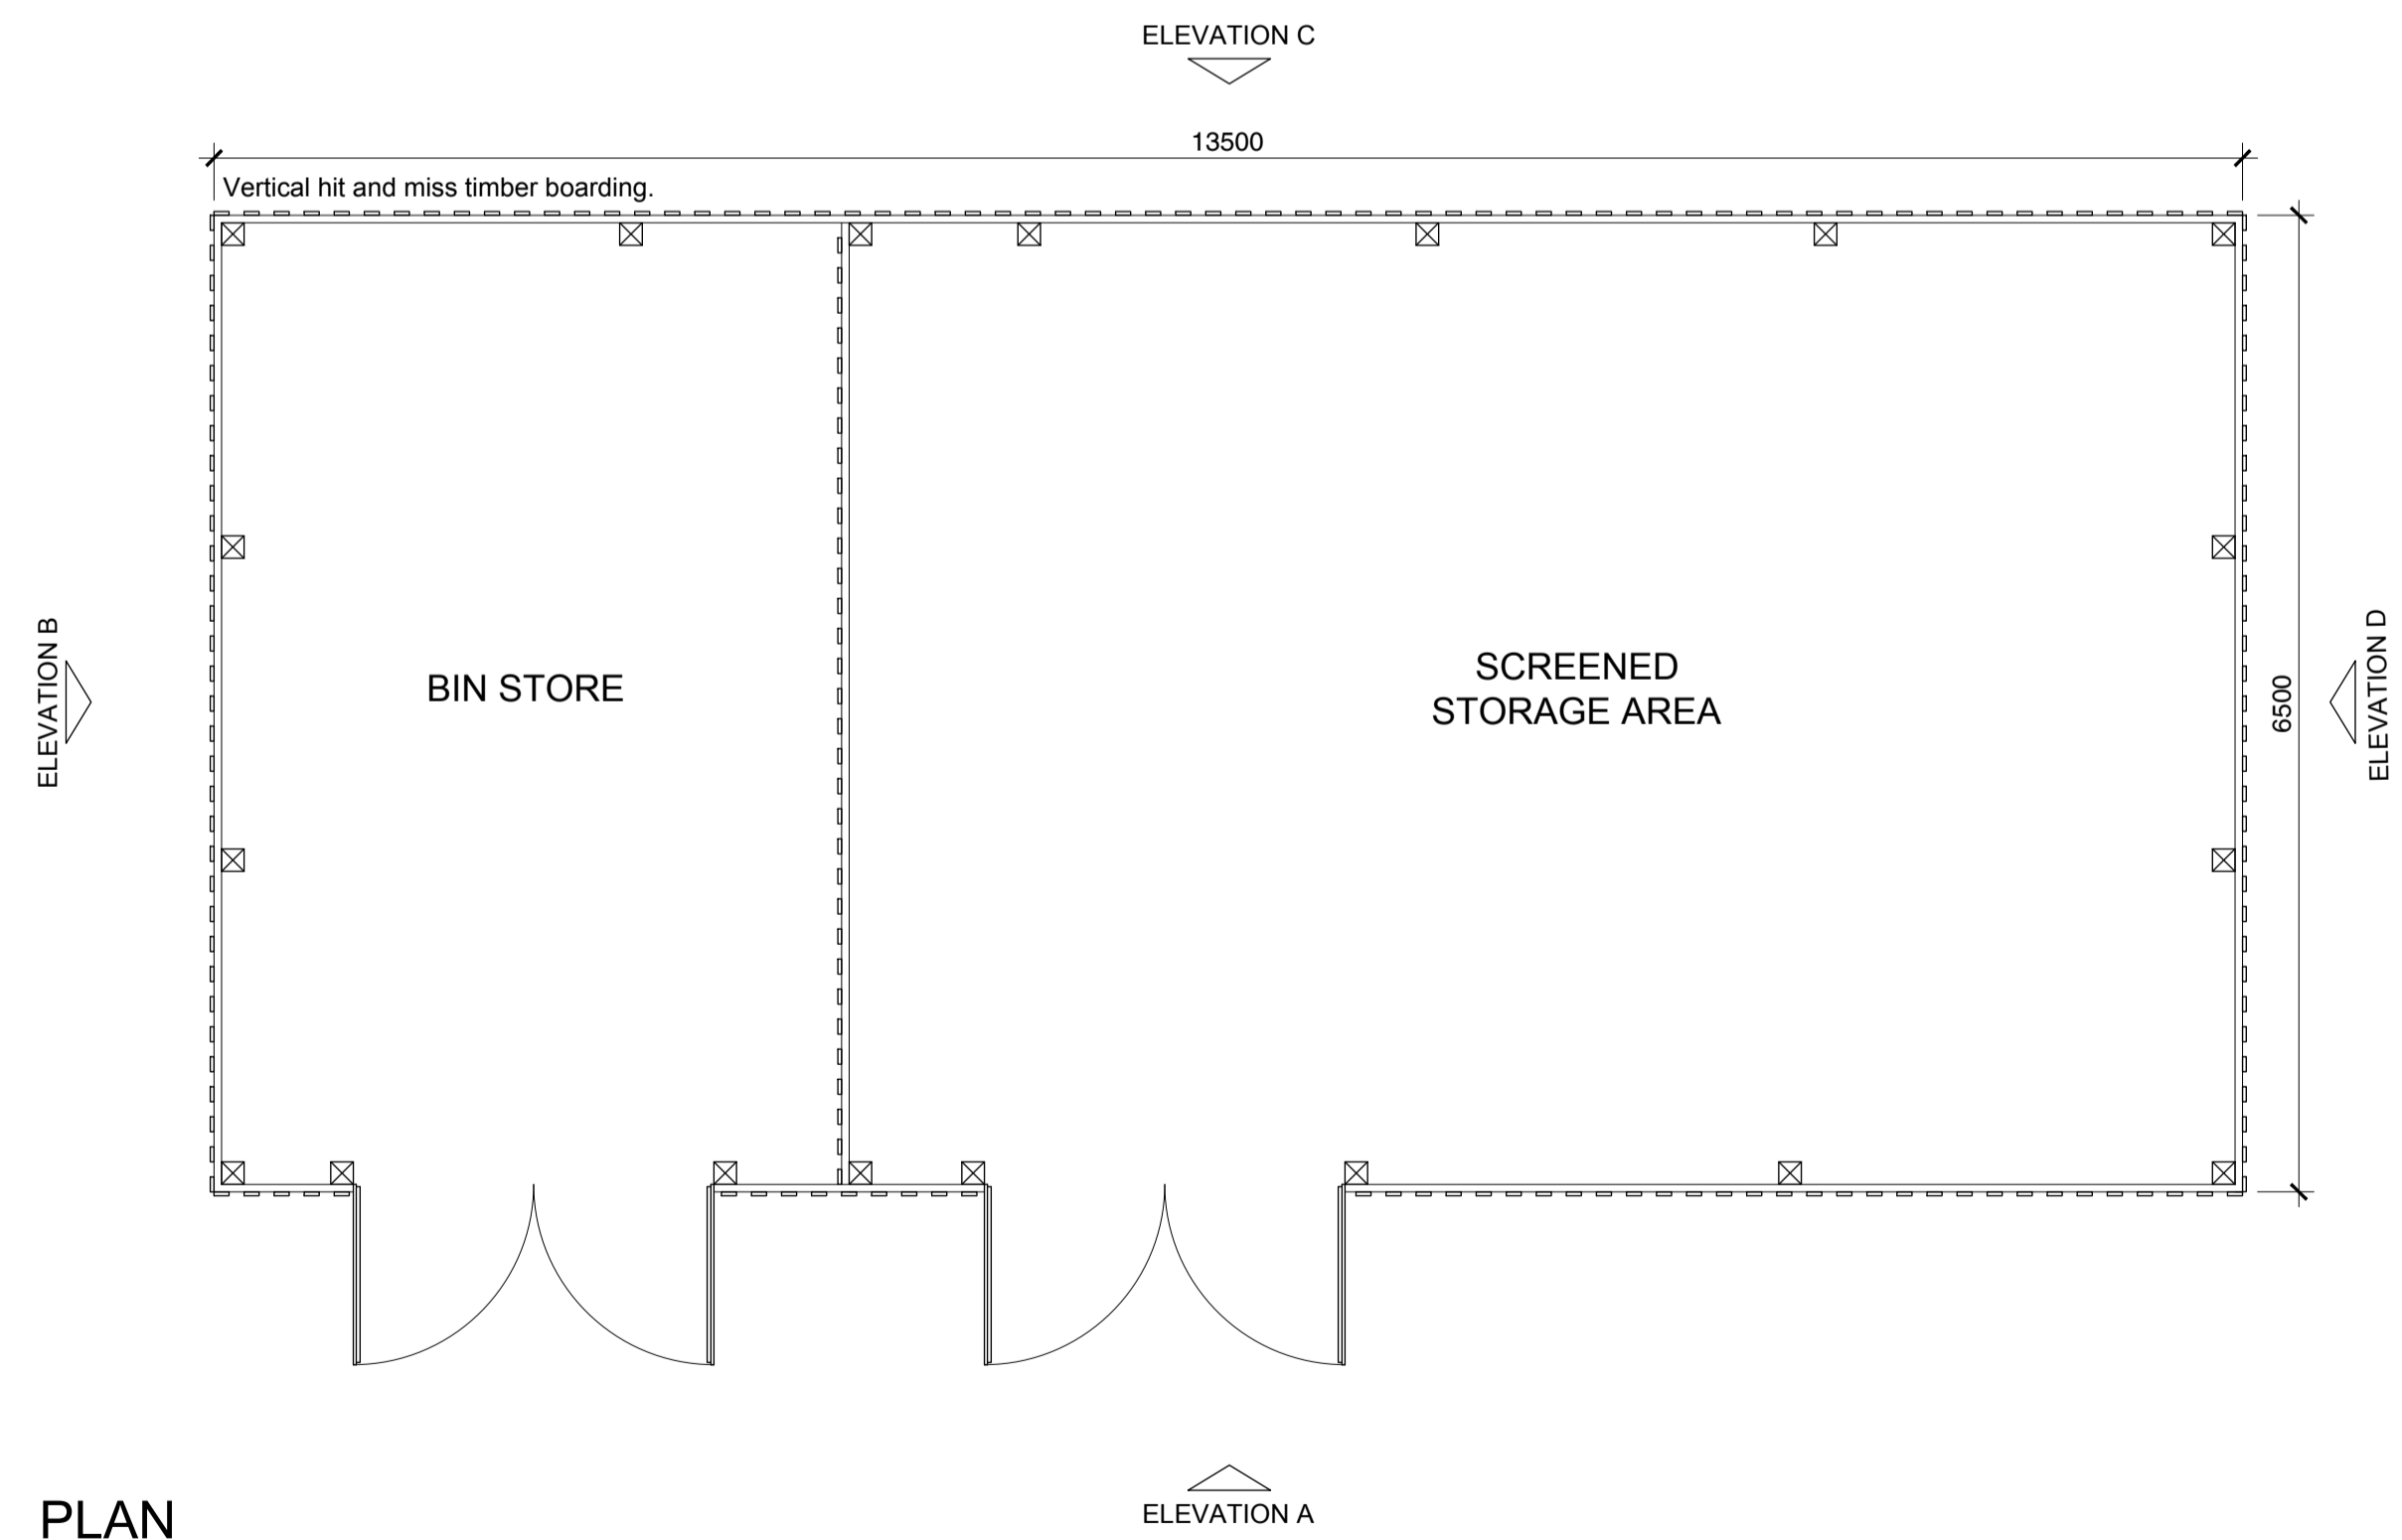 ELEVATION C
13500
Vertical hit and miss timber boarding.
ELEVATION B
BIN STORE
SCREENED
STORAGE AREA
6500
ELEVATION D
ELEVATION A
PLAN